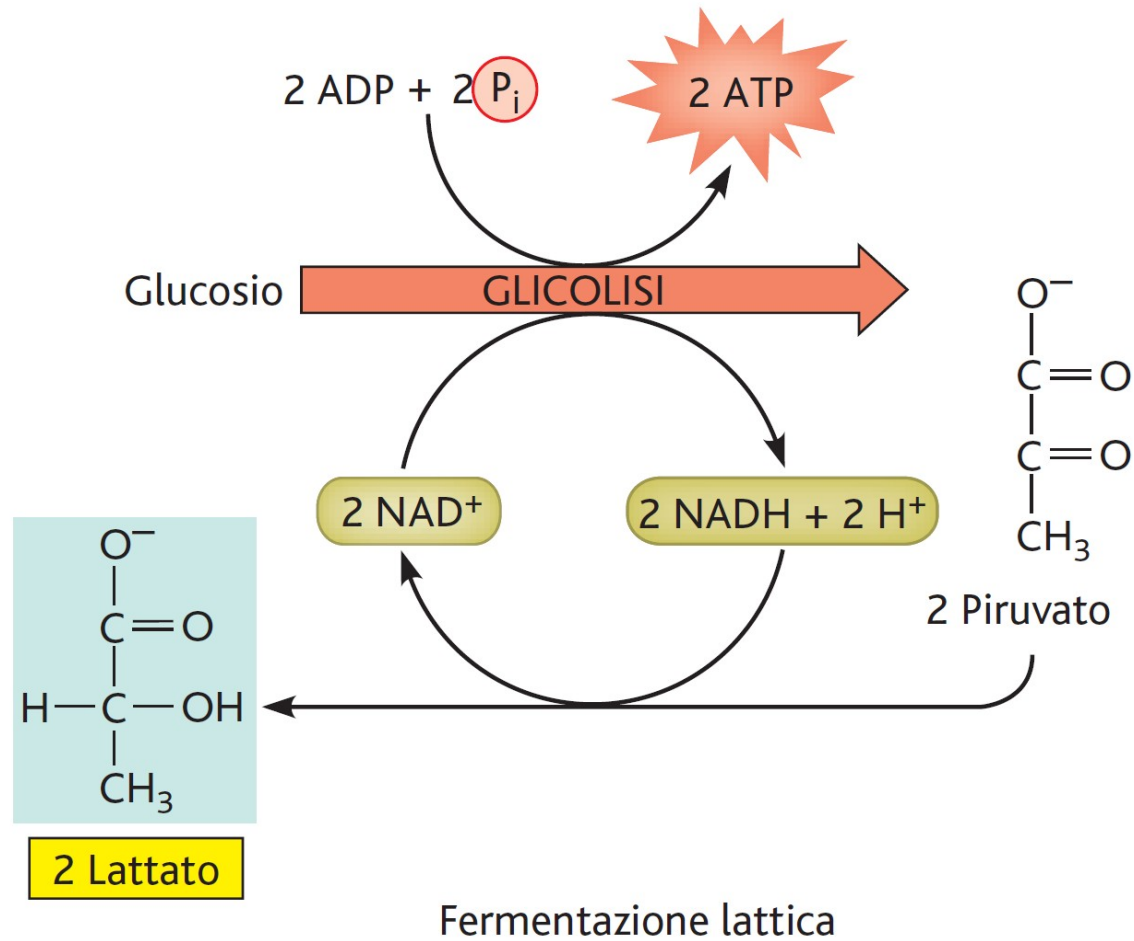 2 ADP + 2 Pi
2 ATP
Glucosio
GLICOLISI
O−
C=O
C=O
CH3
2 Piruvato
2 NAD+
2 NADH + 2 H+
O−
C=O
H—C—OH
CH3
2 Lattato
Fermentazione lattica